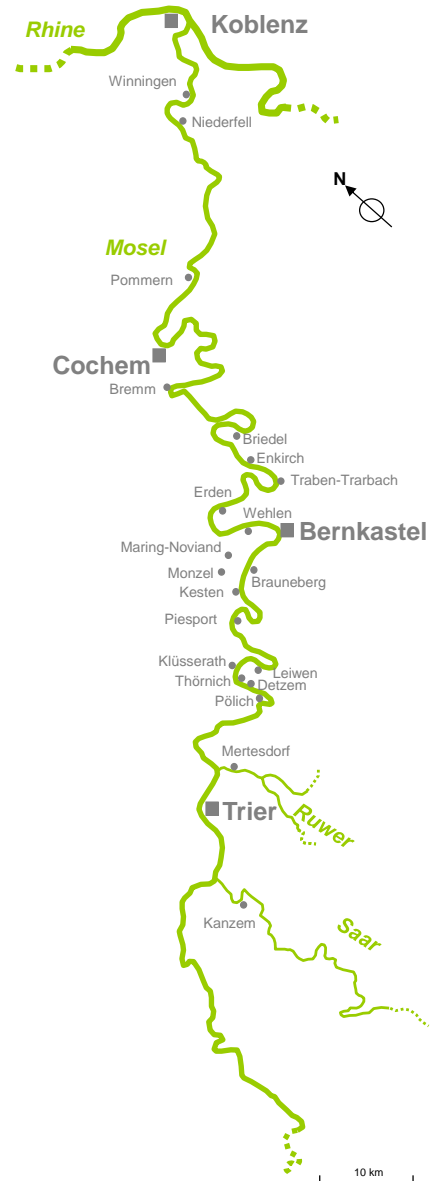 Koblenz
Rhine
Winningen
Niederfell
N
Mosel
Pommern
Cochem
Bremm
Briedel
Enkirch
Traben-Trarbach
Erden
Wehlen
Bernkastel
Maring-Noviand
Monzel
Brauneberg
Kesten
Piesport
Klüsserath
Leiwen
Thörnich
Detzem
Pölich
Mertesdorf
Trier
Ruwer
Kanzem
Saar
10 km